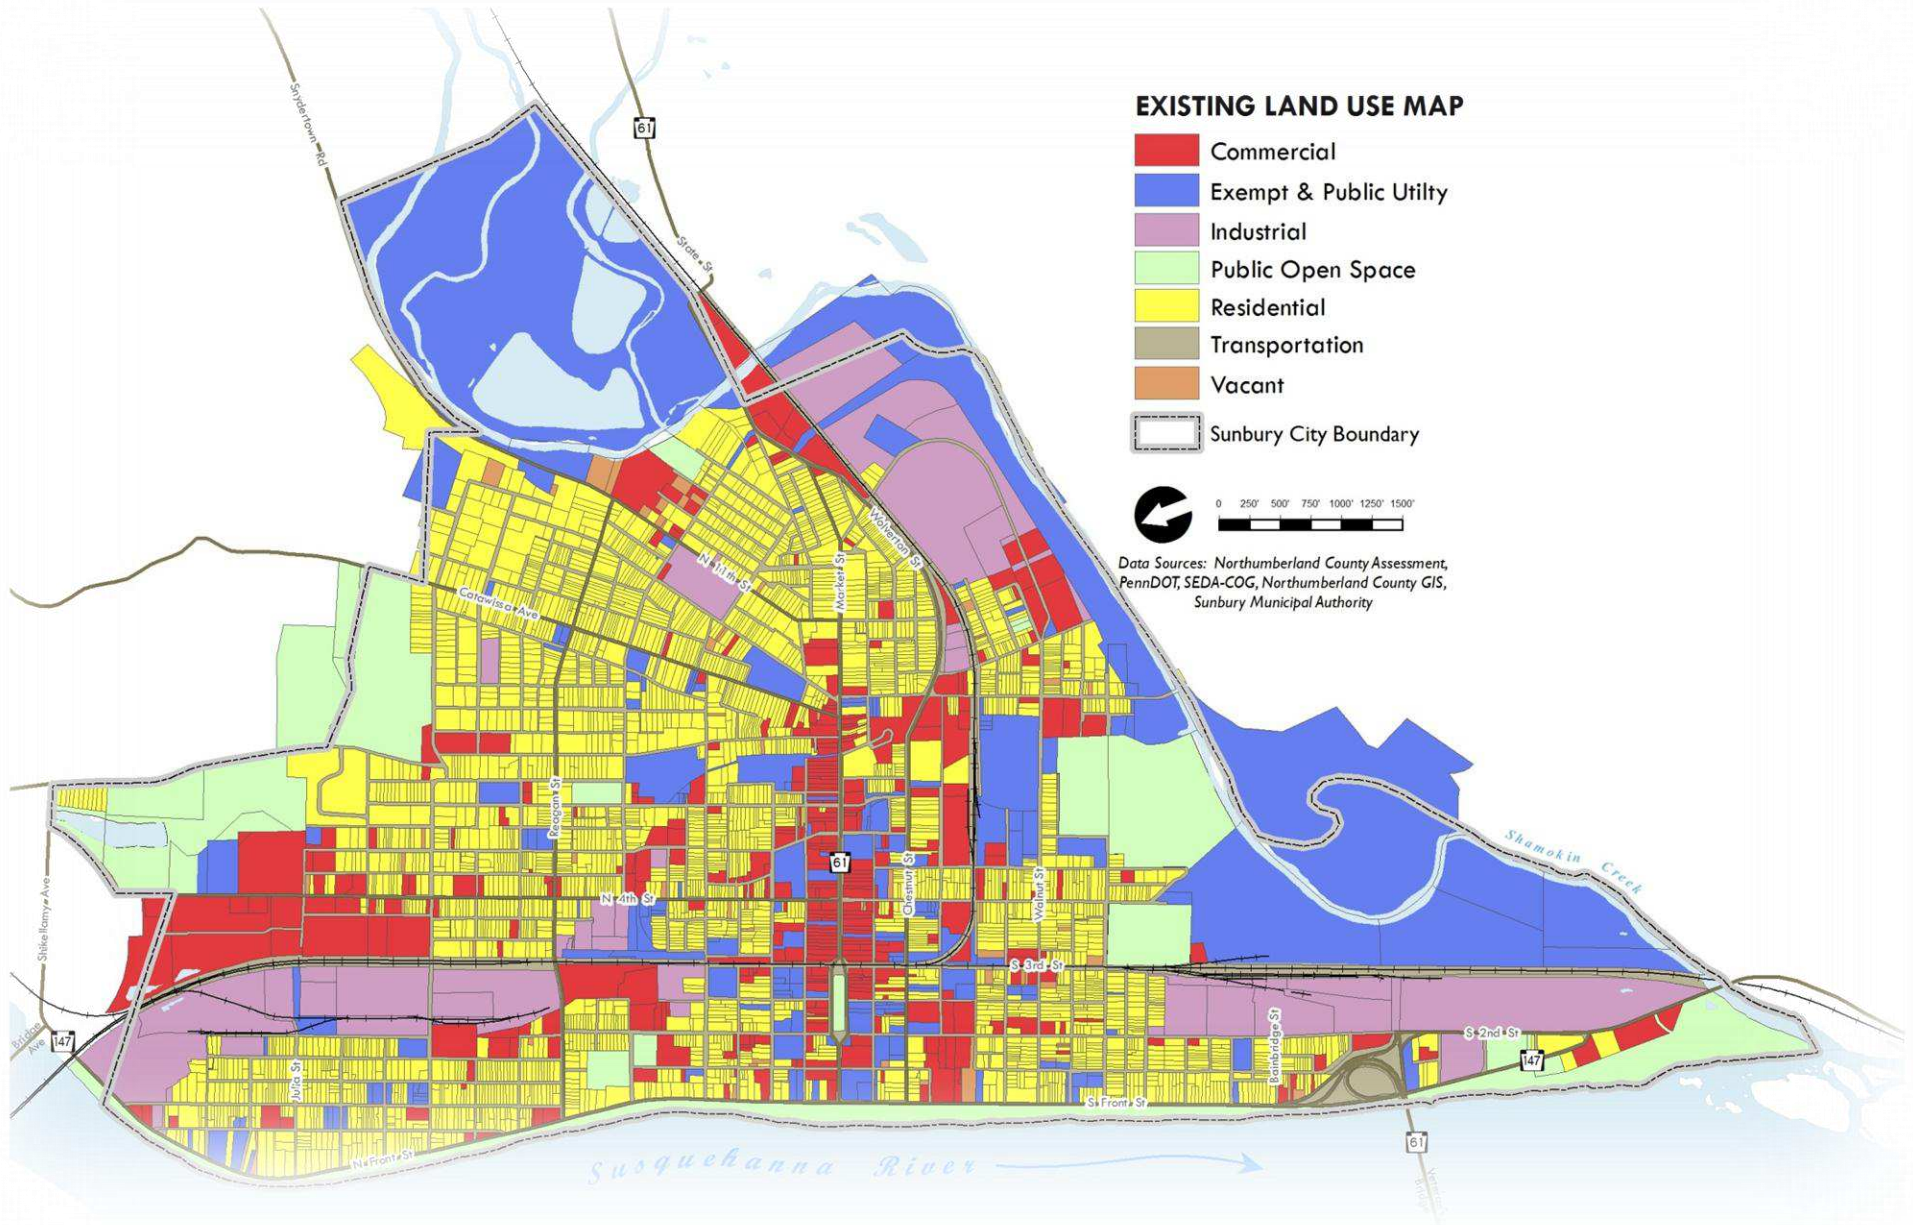 EXISTING LAND USE MAP
Commercial
Exempt & Public Utilty
Industrial
Public Open Space
Residential
Transportation
Vacant
Sunbury City Boundary
0 250' 500' 750' 1000' 1250' 1500'
Data Sources: Northumberland County Assessment,
PennDOT, SEDA-COG, Northumberland County GIS,
Sunbury Municipal Authority
Snydertown Rd
61
State St
Wolverton St
N 11th St
Market St
Catawissa Ave
Reagan St
61
Chestnut St
Walnut St
N 4th St
Shikellamy Ave
Shamokin Creek
S 3rd St
Bainbridge St
S 2nd St
147
Bridge Ave
147
Julia St
S Front St
N Front St
61
Susquehanna River